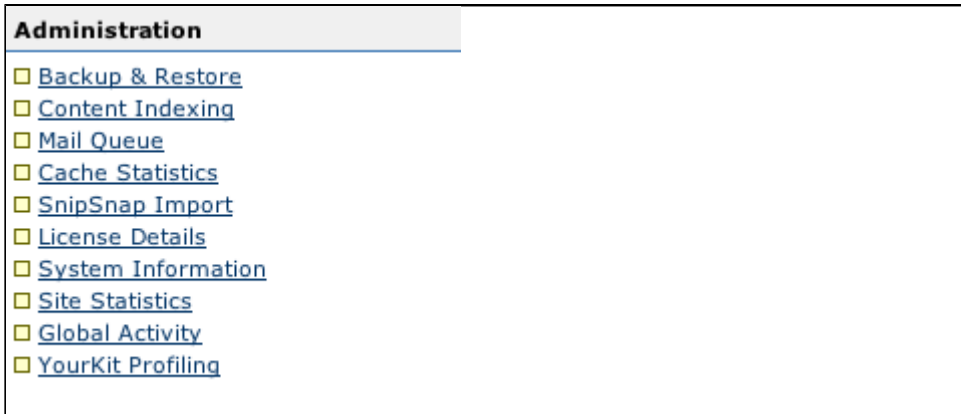 Administration
Backup & Restore
Content Indexing
Mail Queue
Cache Statistics
SnipSnap Import
License Details
System Information
Site Statistics
Global Activity
YourKit Profiling